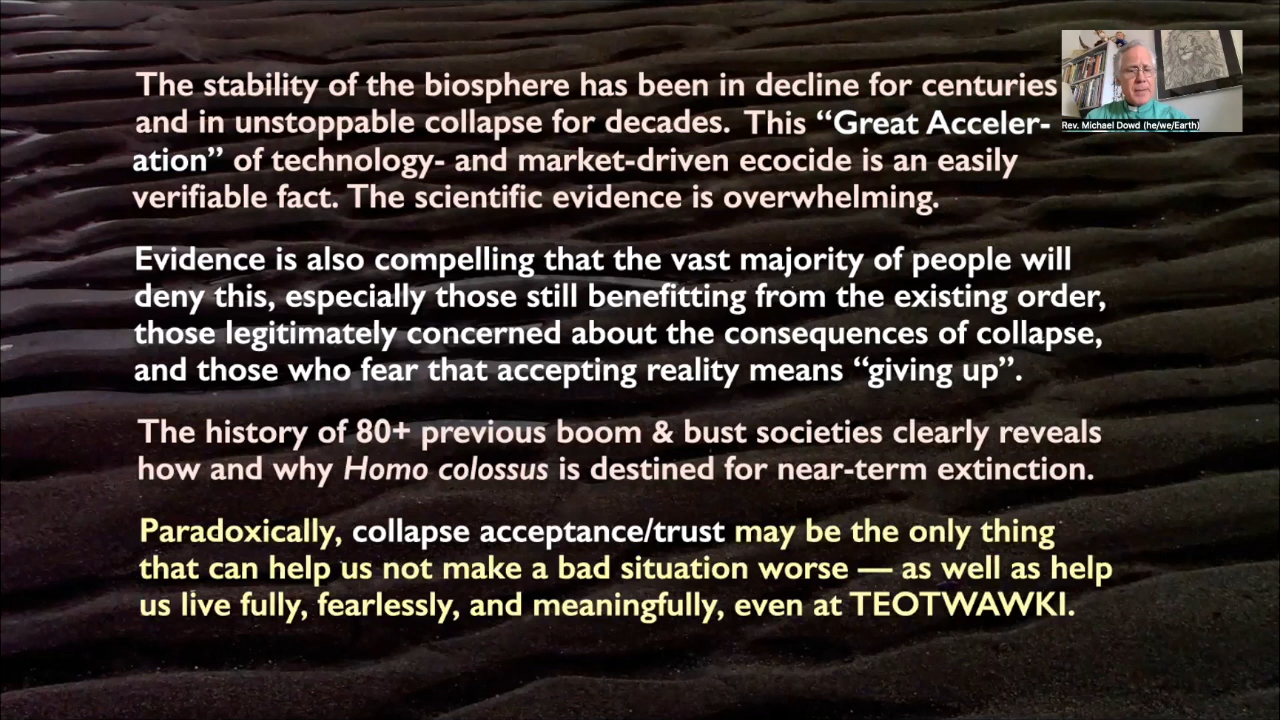 The stability of the biosphere has been in decline for centuries
and in unstoppable collapse for decades. This “Great Acceler-
ation” of technology- and market-driven ecocide is an easily
verifiable fact. The scientific evidence is overwhelming.
Evidence is also compelling that the vast majority of people will
deny this, especially those still benefitting from the existing order,
those legitimately concerned about the consequences of collapse,
and those who fear that accepting reality means “giving up”.
The history of 80+ previous boom & bust societies clearly reveals
how and why Homo colossus is destined for near-term extinction.
Paradoxically, collapse acceptance/trust may be the only thing
that can help us not make a bad situation worse — as well as help
us live fully, fearlessly, and meaningfully, even at TEOTWAWKI.
Rev. Michael Dowd (he/we/Earth)